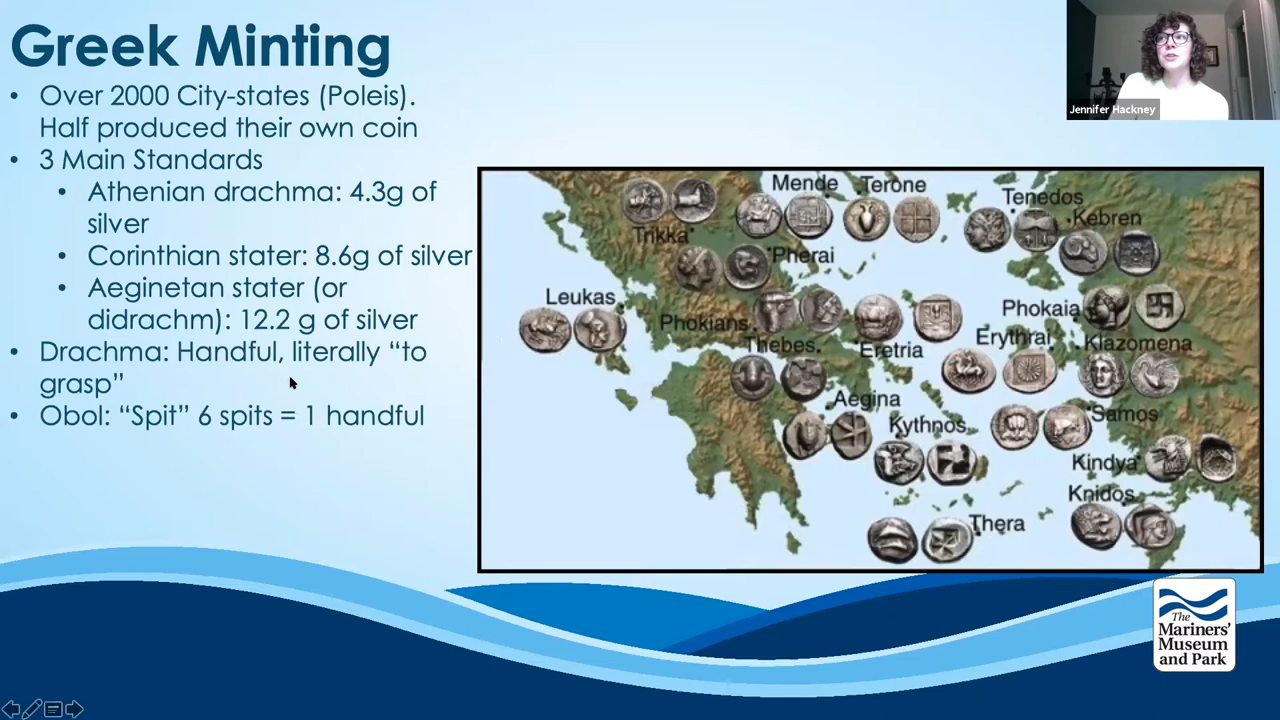 Greek Minting
• Over 2000 City-states (Poleis).
Half produced their own coin
• 3 Main Standards
• Athenian drachma: 4.3g of
silver
• Corinthian stater: 8.6g of silver
• Aeginetan stater (or
didrachm): 12.2 g of silver
• Drachma: Handful, literally “to
grasp”
• Obol: “Spit” 6 spits = 1 handful
Jennifer Hackney
Mende
Terone
Tenedos
Kebren
Trikka
Pherai
Leukas
Phokaia
Phokians
Erythrai
Klazomena
Thebes
Eretria
Aegina
Samos
Kythnos
Kindya
Knidos
Thera
The
Mariners’
Museum
and Park